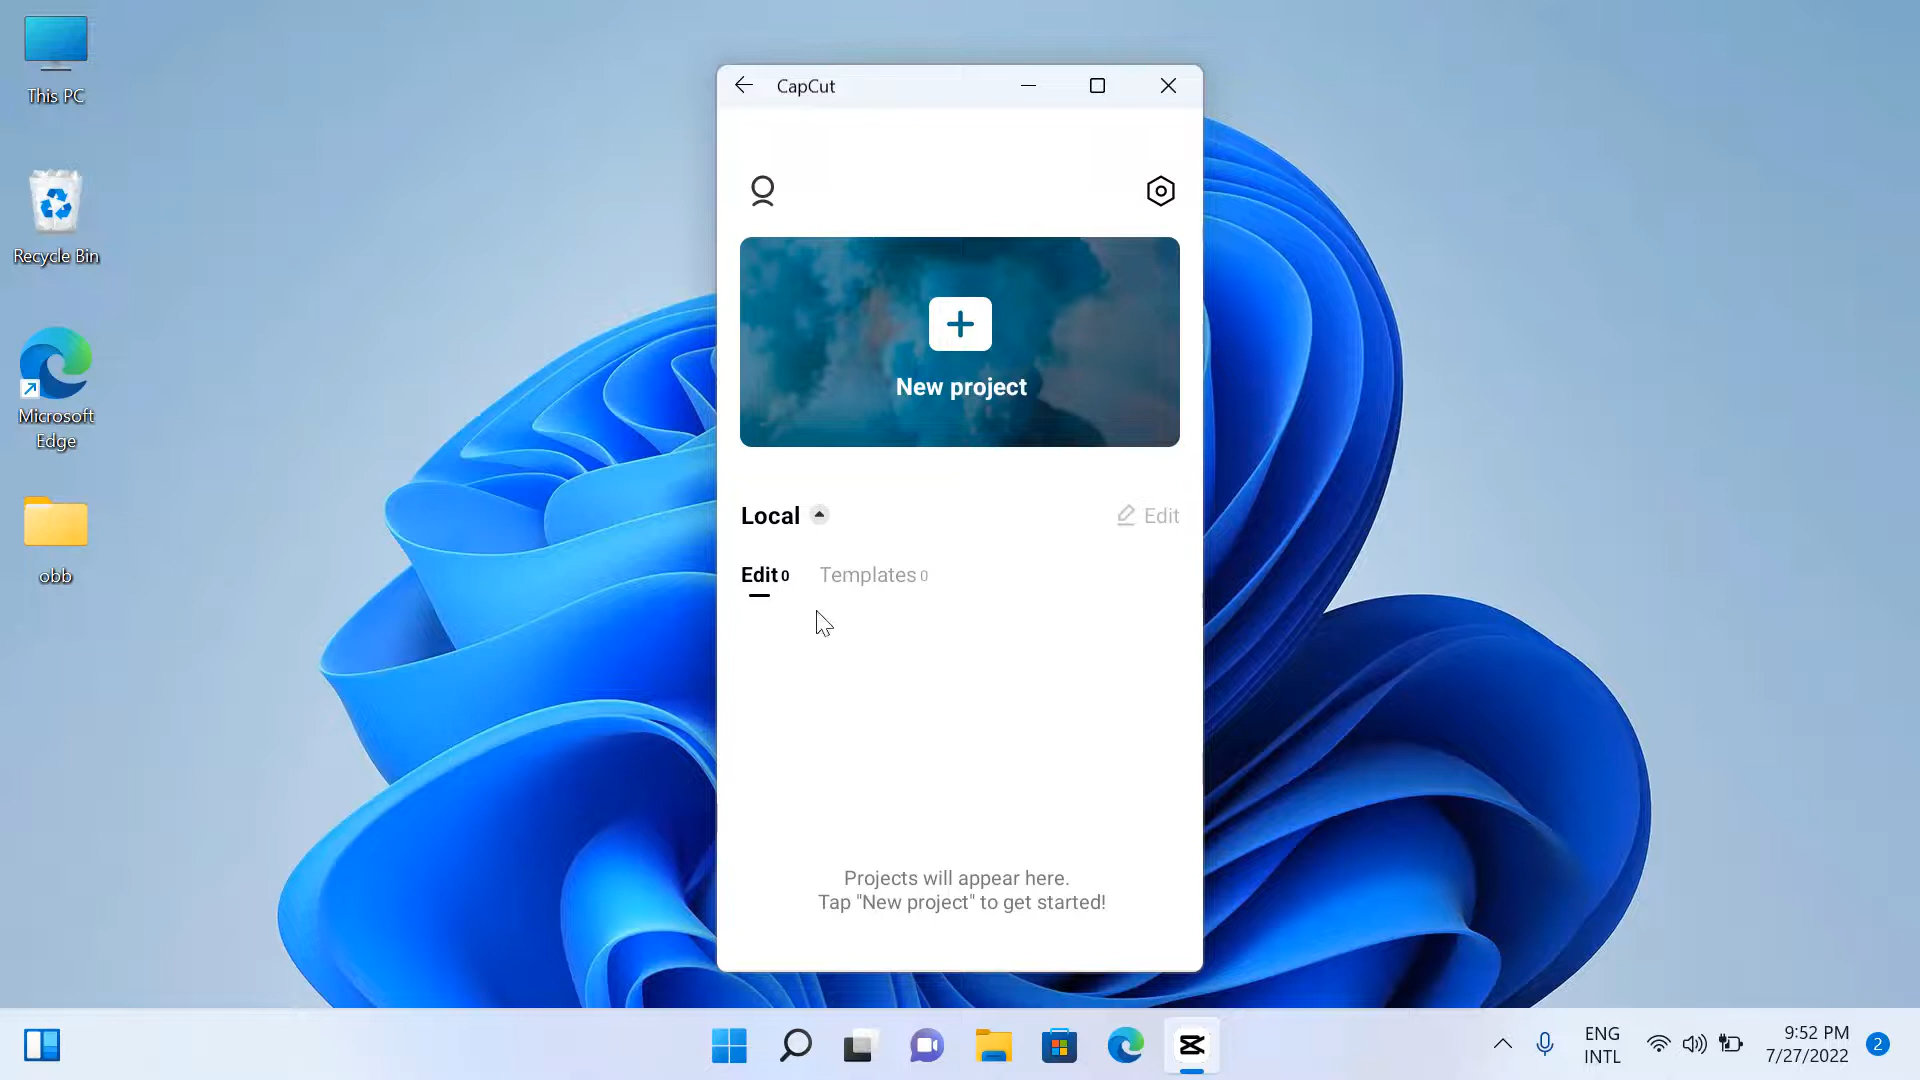 This PC
Recycle Bin
Microsoft
Edge
obb
CapCut
New project
Local
Edit
Edit 0
Templates 0
Projects will appear here.
Tap "New project" to get started!
ENG
INTL
9:52 PM
7/27/2022
2